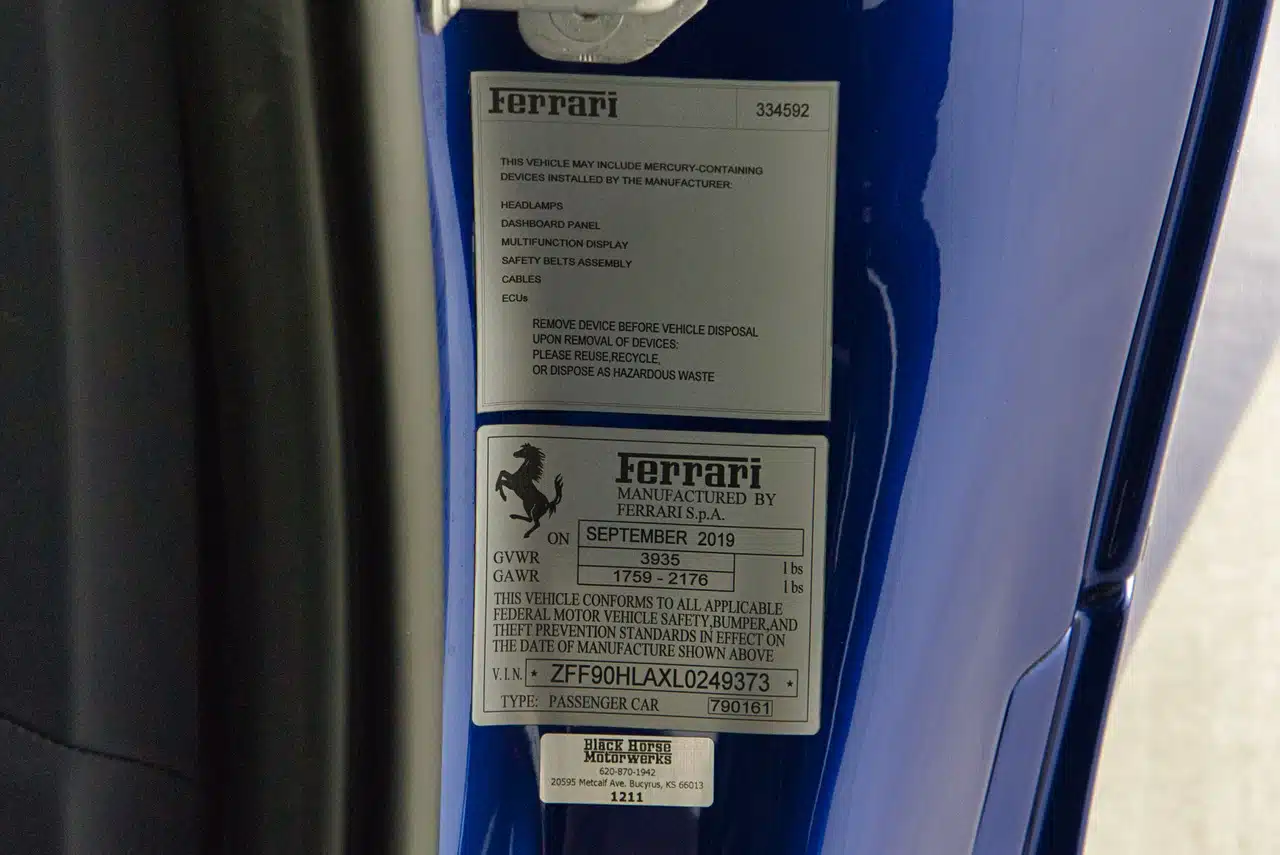 Ferrari 334592
THIS VEHICLE MAY INCLUDE MERCURY-CONTAINING
DEVICES INSTALLED BY THE MANUFACTURER:
HEADLAMPS
DASHBOARD PANEL
MULTIFUNCTION DISPLAY
SAFETY BELTS ASSEMBLY
CABLES
ECUs
REMOVE DEVICE BEFORE VEHICLE DISPOSAL
UPON REMOVAL OF DEVICES:
PLEASE REUSE,RECYCLE,
OR DISPOSE AS HAZARDOUS WASTE
Ferrari
MANUFACTURED BY
FERRARI S.p.A.
ON SEPTEMBER 2019
GVWR 3935 lbs
GAWR 1759 - 2176 lbs
THIS VEHICLE CONFORMS TO ALL APPLICABLE
FEDERAL MOTOR VEHICLE SAFETY,BUMPER,AND
THEFT PREVENTION STANDARDS IN EFFECT ON
THE DATE OF MANUFACTURE SHOWN ABOVE
V.I.N. * ZFF90HLAXL0249373 *
TYPE: PASSENGER CAR 790161
Black Horse
Motorwerks
620-870-1942
20595 Metcalf Ave. Bucyrus, KS 66013
1211